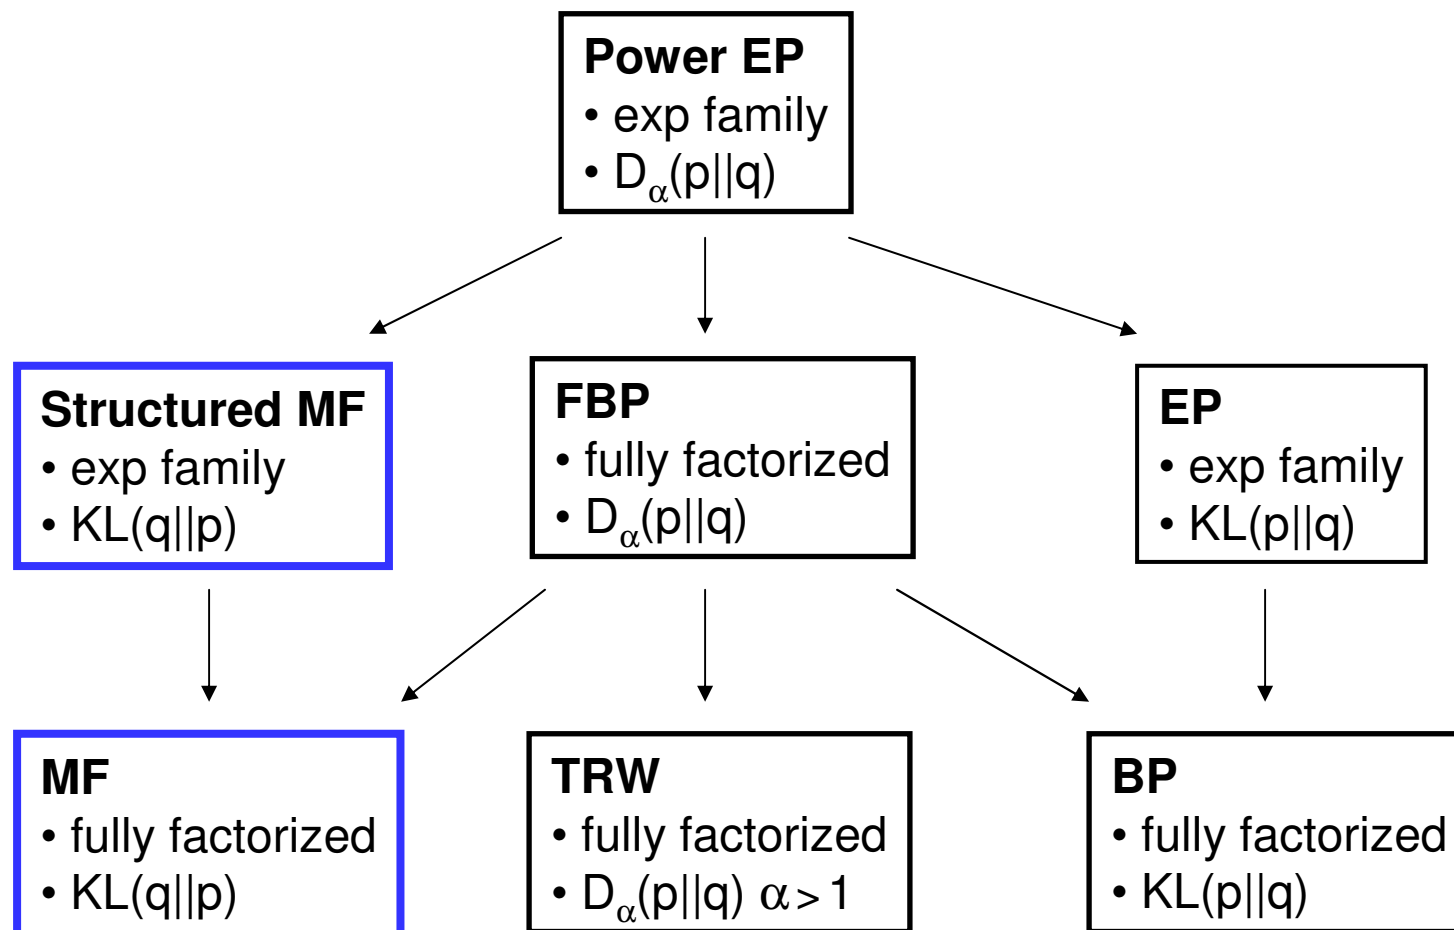 Power EP
• exp family
• Dα(p||q)
Structured MF
• exp family
• KL(q||p)
FBP
• fully factorized
• Dα(p||q)
EP
• exp family
• KL(p||q)
MF
• fully factorized
• KL(q||p)
TRW
• fully factorized
• Dα(p||q) α > 1
BP
• fully factorized
• KL(p||q)